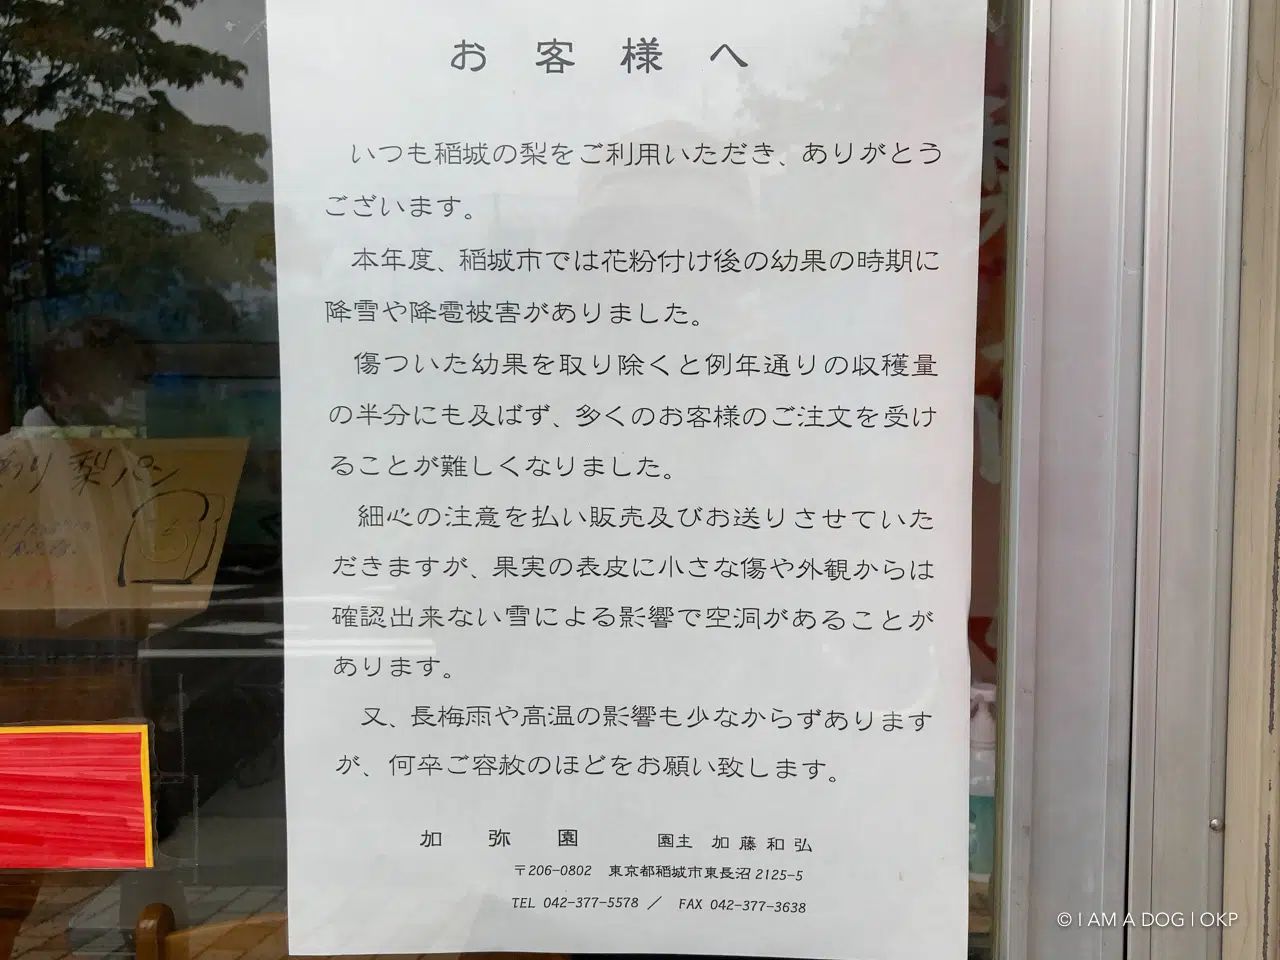 お客様へ
いつも稲城の梨をご利用いただき、ありがとう
ございます。
本年度、稲城市では花粉付け後の幼果の時期に
降雪や降雹被害がありました。
傷ついた幼果を取り除くと例年通りの収穫量
の半分にも及ばず、多くのお客様のご注文を受け
ることが難しくなりました。
細心の注意を払い販売及びお送りさせていた
だきますが、果実の表皮に小さな傷や外観からは
確認出来ない雪による影響で空洞があることが
あります。
又、長梅雨や高温の影響も少なからずあります
が、何卒ご容赦のほどをお願い致します。
加弥園 園主 加藤和弘
〒206-0802 東京都稲城市東長沼2125-5
TEL 042-377-5578 / FAX 042-377-3638
梨パン
© I AM A DOG | OKP